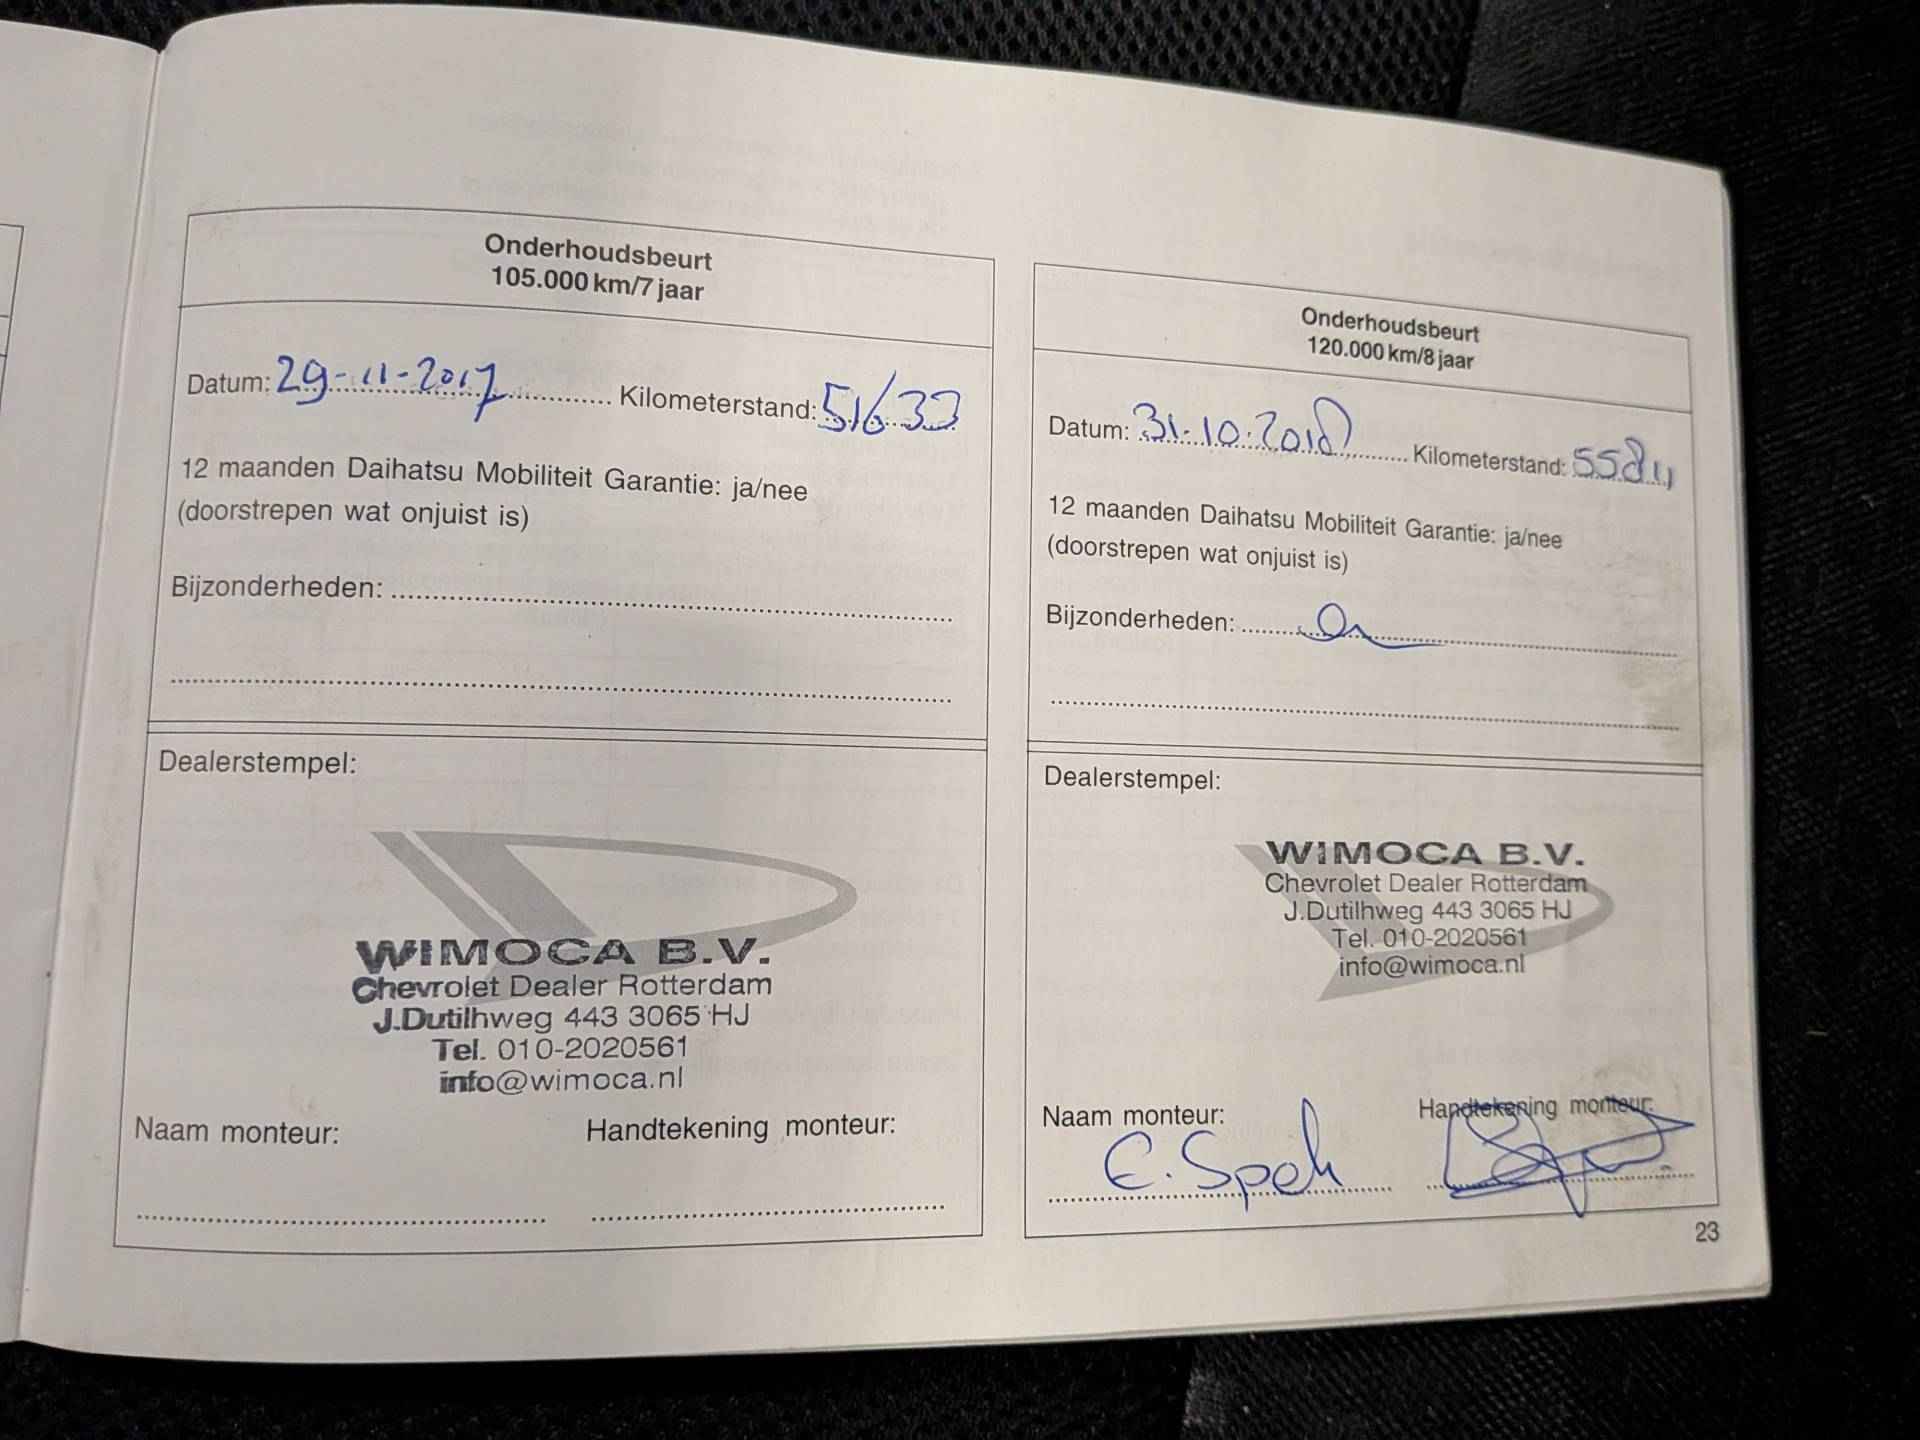 Onderhoudsbeurt
105.000 km/7 jaar
Datum: 29-11-2017 Kilometerstand: 51633
12 maanden Daihatsu Mobiliteit Garantie: ja/nee
(doorstrepen wat onjuist is)
Bijzonderheden:
Dealerstempel:
WIMOCA B.V.
Chevrolet Dealer Rotterdam
J.Dutilhweg 443 3065 HJ
Tel. 010-2020561
info@wimoca.nl
Naam monteur: Handtekening monteur:
Onderhoudsbeurt
120.000 km/8 jaar
Datum: 31-10-2018 Kilometerstand:
12 maanden Daihatsu Mobiliteit Garantie: ja/nee
(doorstrepen wat onjuist is)
Bijzonderheden:
Dealerstempel:
WIMOCA B.V.
Chevrolet Dealer Rotterdam
J.Dutilhweg 443 3065 HJ
Tel. 010-2020561
info@wimoca.nl
Naam monteur: Handtekening monteur:
E. Spek
23